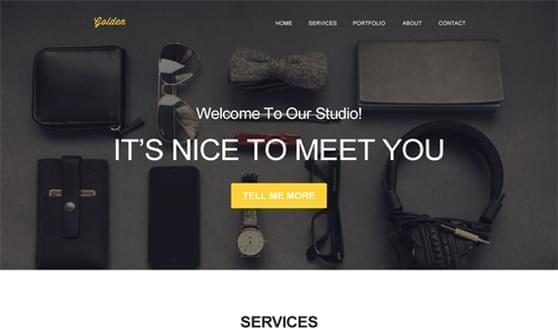 Golden
HOME SERVICES PORTFOLIO ABOUT CONTACT
Welcome To Our Studio!
IT'S NICE TO MEET YOU
TELL ME MORE
SERVICES